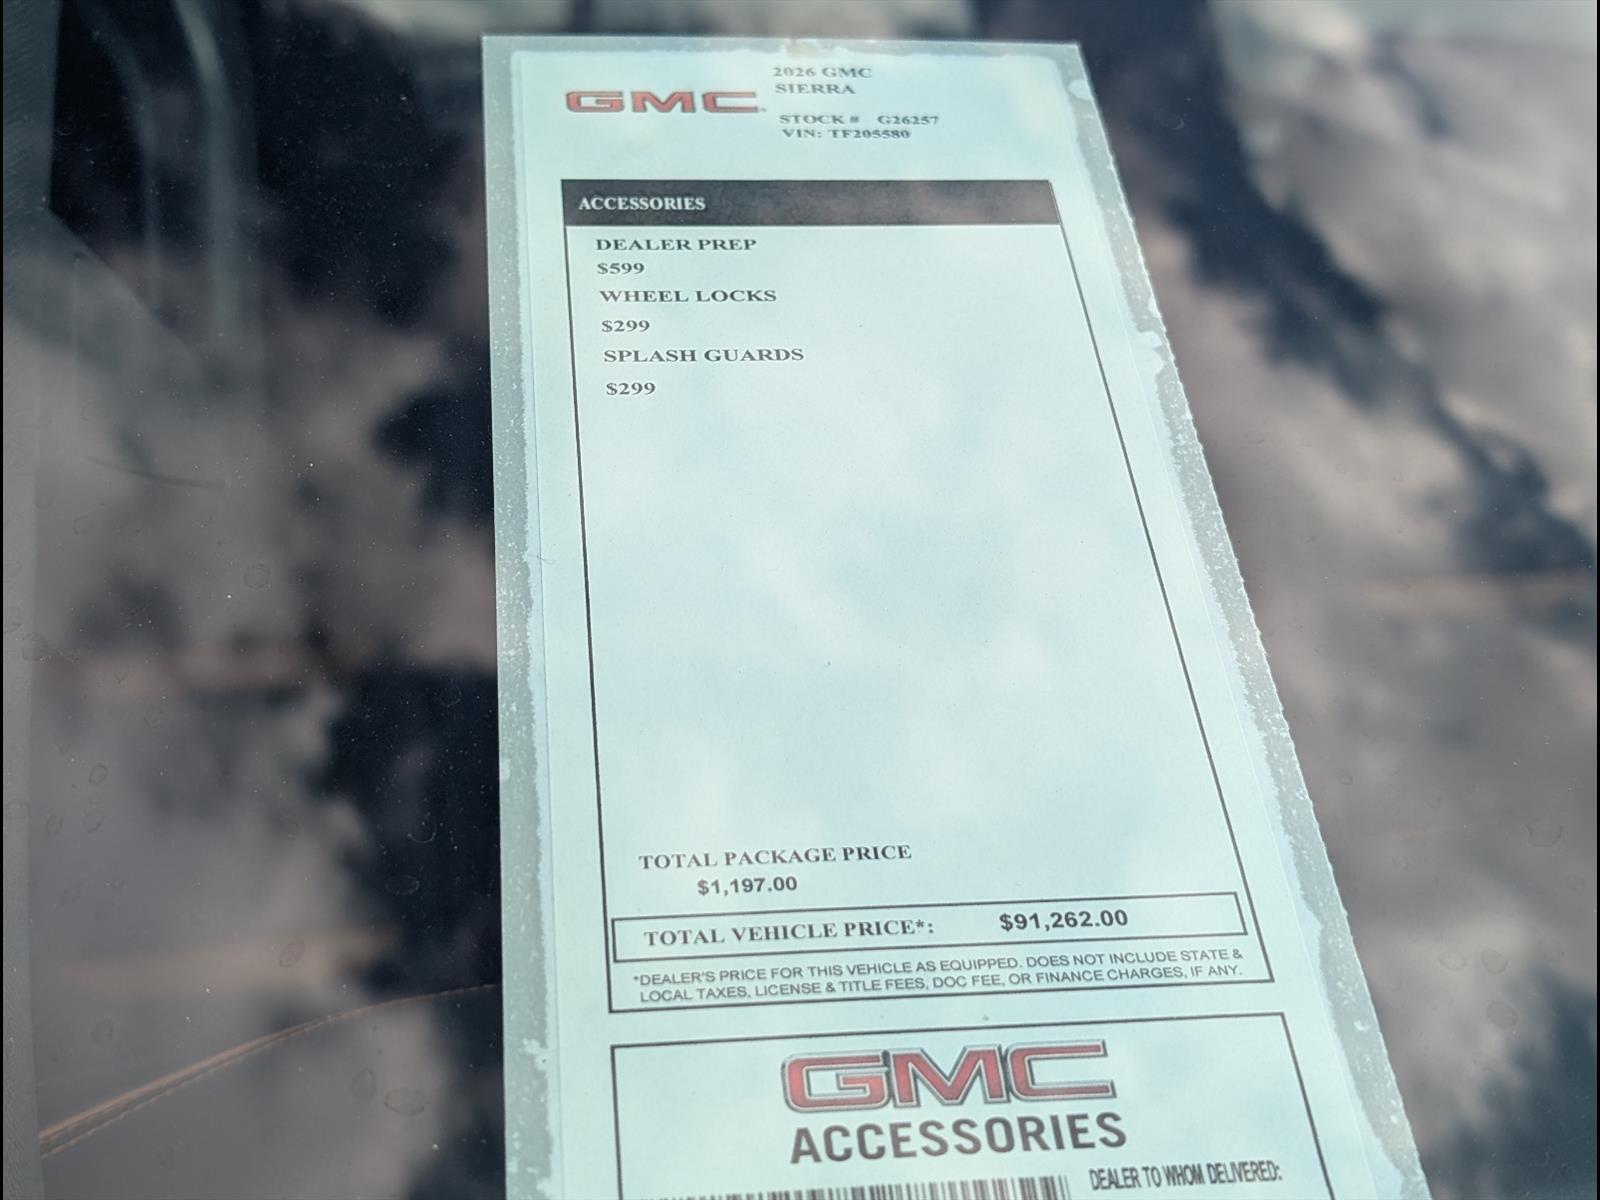 GMC
2026 GMC
SIERRA
STOCK # G26257
VIN: TF205580
ACCESSORIES
DEALER PREP
$599
WHEEL LOCKS
$299
SPLASH GUARDS
$299
TOTAL PACKAGE PRICE
$1,197.00
TOTAL VEHICLE PRICE*: $91,262.00
*DEALER'S PRICE FOR THIS VEHICLE AS EQUIPPED. DOES NOT INCLUDE STATE &
LOCAL TAXES, LICENSE & TITLE FEES, DOC FEE, OR FINANCE CHARGES, IF ANY.
GMC
ACCESSORIES
DEALER TO WHOM DELIVERED: